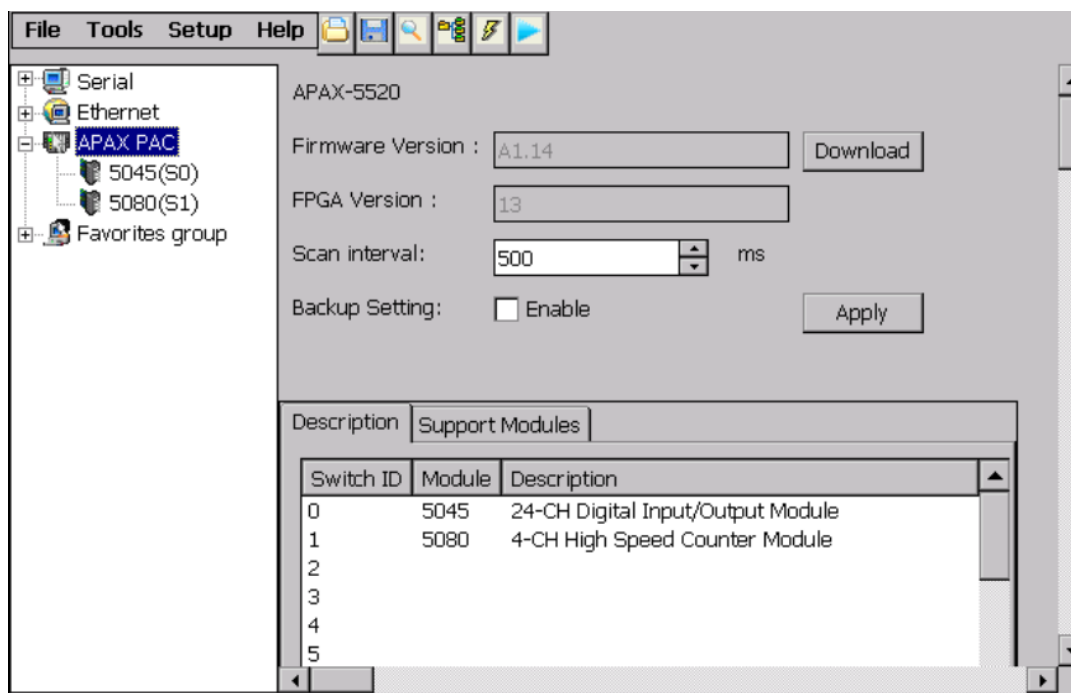 File Tools Setup Help
Serial
Ethernet
APAX PAC
5045(S0)
5080(S1)
Favorites group
APAX-5520
Firmware Version : A1.14 Download
FPGA Version : 13
Scan interval: 500 ms
Backup Setting: Enable Apply
Description Support Modules
Switch ID Module Description
0 5045 24-CH Digital Input/Output Module
1 5080 4-CH High Speed Counter Module
2
3
4
5